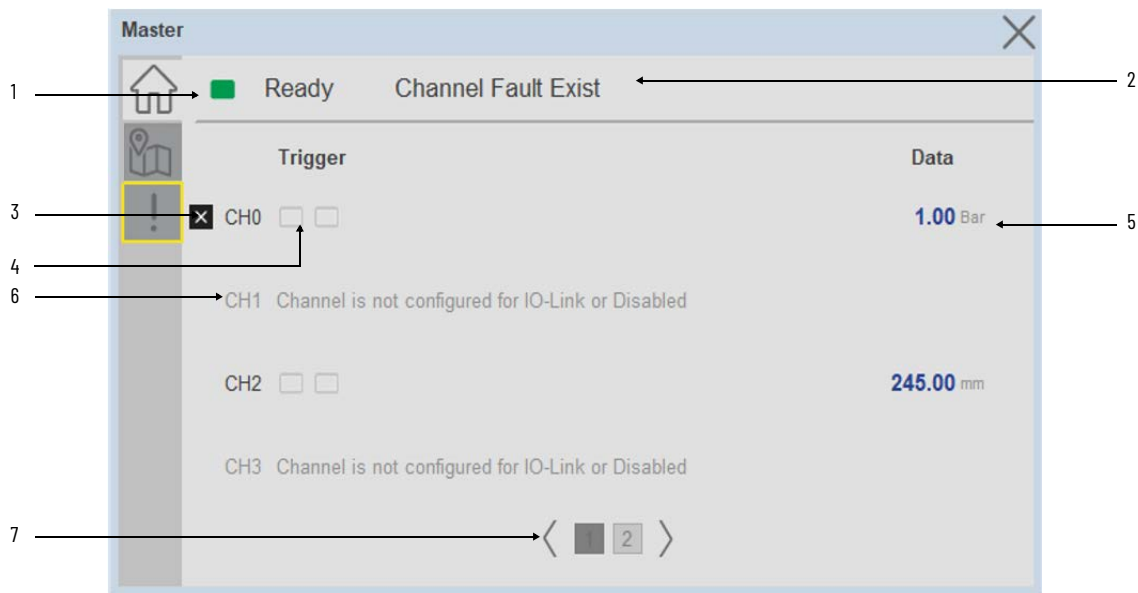 Master
1
Ready Channel Fault Exist
2
Trigger Data
3
CH0 1.00 Bar
5
4
6
CH1 Channel is not configured for IO-Link or Disabled
CH2 245.00 mm
CH3 Channel is not configured for IO-Link or Disabled
7
1 2